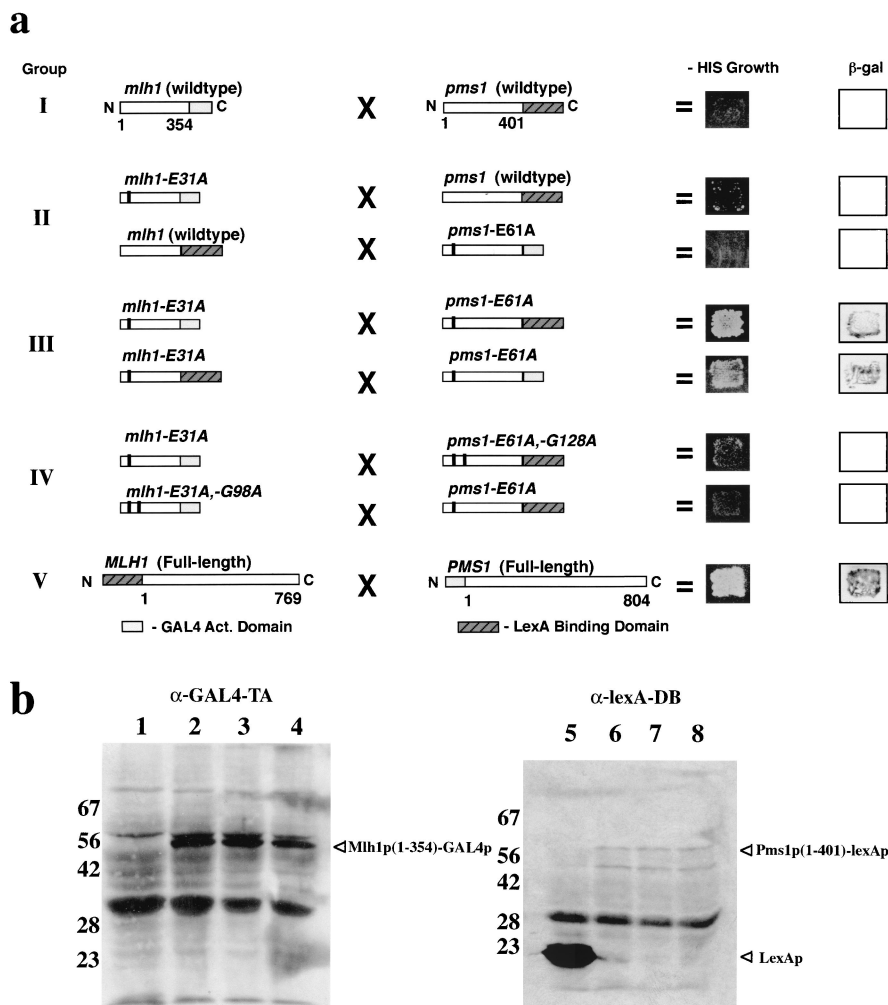 a
Group
- HIS Growth
β-gal
I
mlh1 (wildtype)
N
C
1
354
X
pms1 (wildtype)
N
C
1
401
=
II
mlh1-E31A
X
pms1 (wildtype)
=
mlh1 (wildtype)
X
pms1-E61A
=
III
mlh1-E31A
X
pms1-E61A
=
mlh1-E31A
X
pms1-E61A
=
IV
mlh1-E31A
X
pms1-E61A,-G128A
=
mlh1-E31A,-G98A
X
pms1-E61A
=
V
MLH1 (Full-length)
N
C
1
769
X
PMS1 (Full-length)
N
C
1
804
=
- GAL4 Act. Domain
- LexA Binding Domain
b
α-GAL4-TA
1 2 3 4
67
56
42
28
23
Mlh1p(1-354)-GAL4p
α-lexA-DB
5 6 7 8
67
56
42
28
23
Pms1p(1-401)-lexAp
LexAp